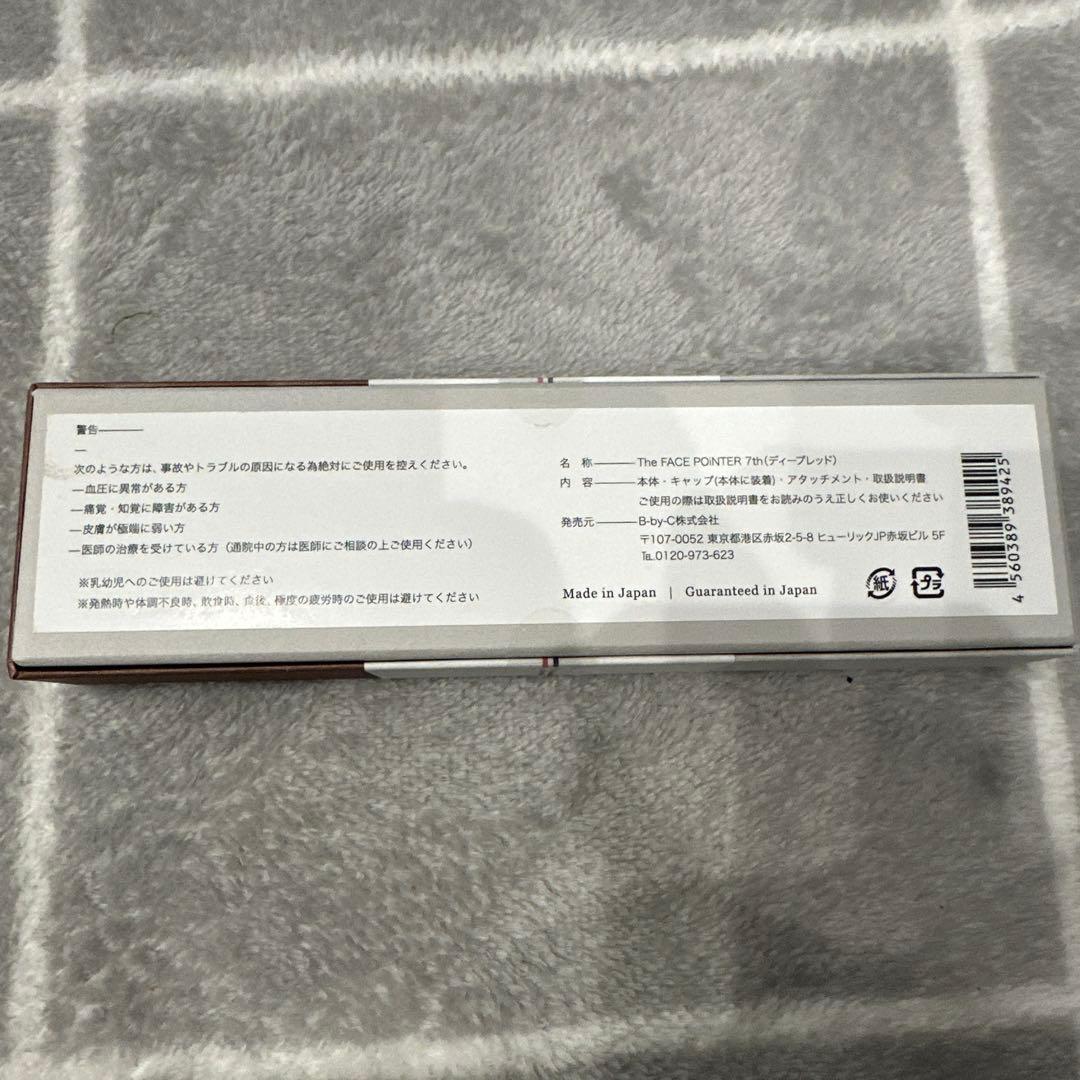 警告
次のような方は、事故やトラブルの原因になる為絶対にご使用を控えください。
—血圧に異常がある方
—痛覚・知覚に障害がある方
—皮膚が極端に弱い方
—医師の治療を受けている方（通院中の方は医師にご相談の上ご使用ください）
※乳幼児へのご使用は避けてください
※発熱時や体調不良時、飲食時、食後、極度の疲労時のご使用は避けてください
名 称 The FACE POiNTER 7th（ディープレッド）
内 容 本体・キャップ(本体に装着)・アタッチメント・取扱説明書
ご使用の際は取扱説明書をお読みのうえ正しくお使いください
発売元 B-by-C株式会社
〒107-0052 東京都港区赤坂2-5-8 ヒューリックJP赤坂ビル 5F
℡0120-973-623
Made in Japan | Guaranteed in Japan
紙
プラ
4 560389 389425